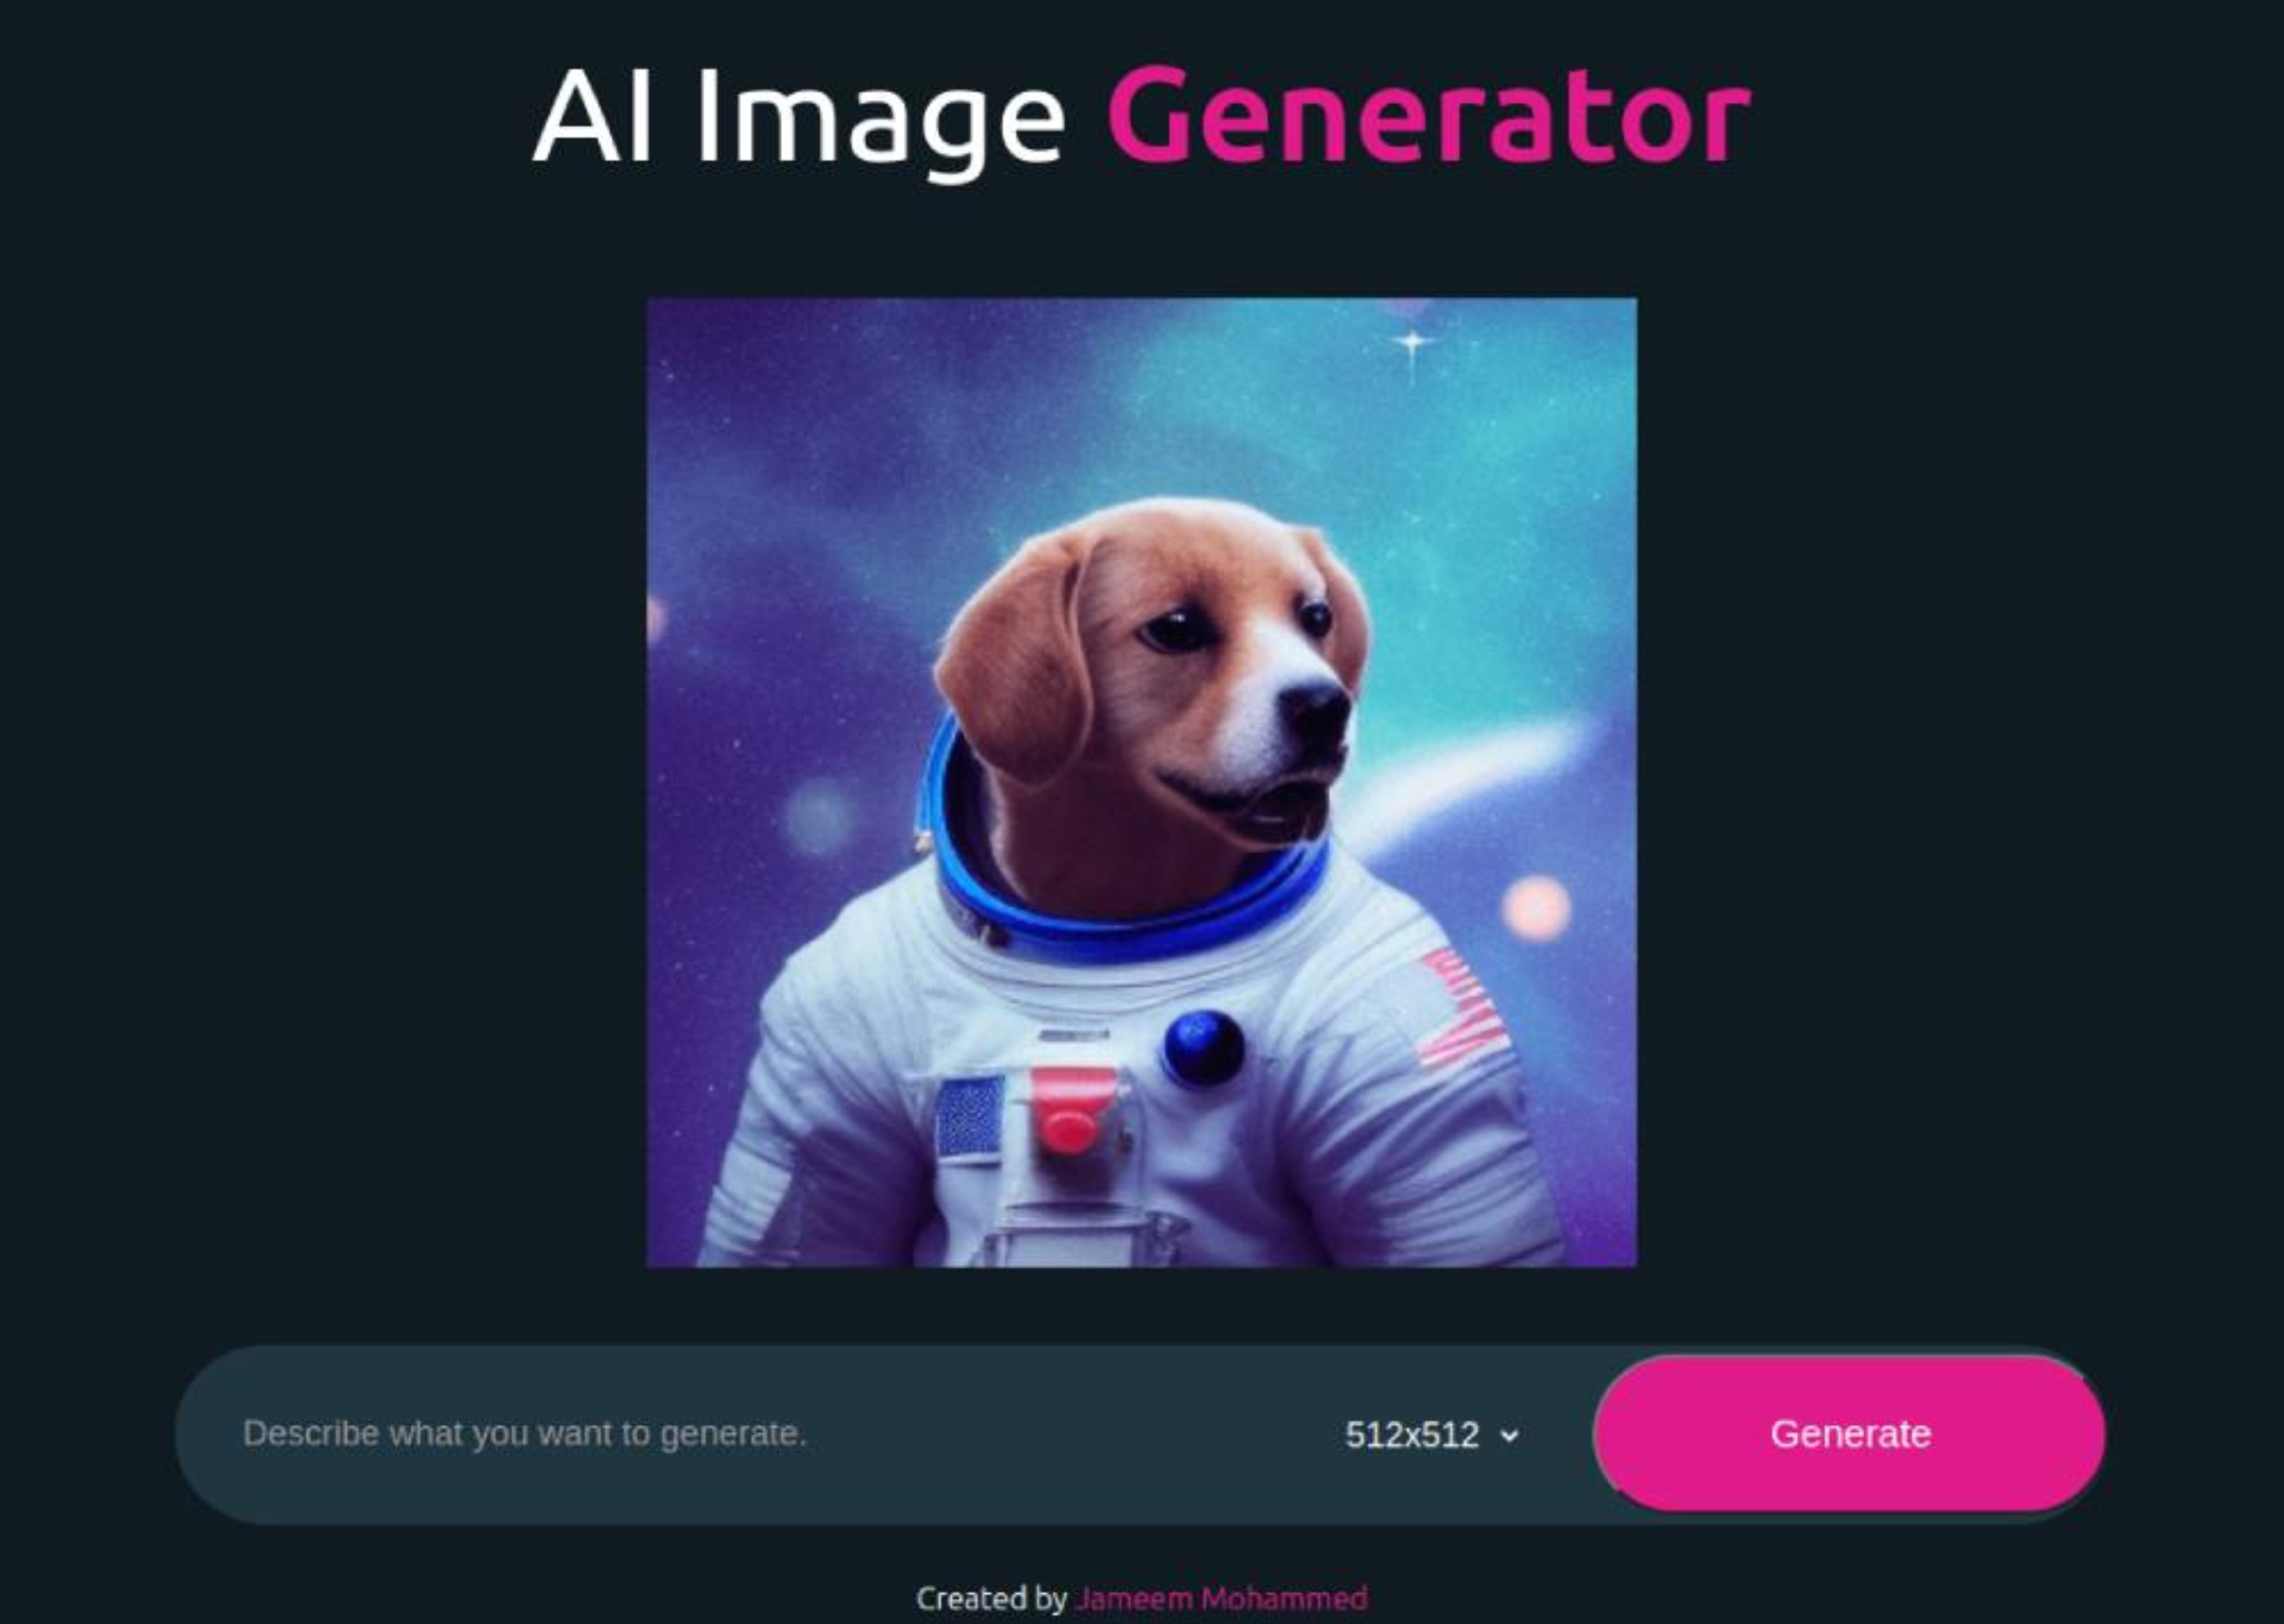 AI Image Generator
Describe what you want to generate.
512x512
Generate
Created by Jameem Mohammed